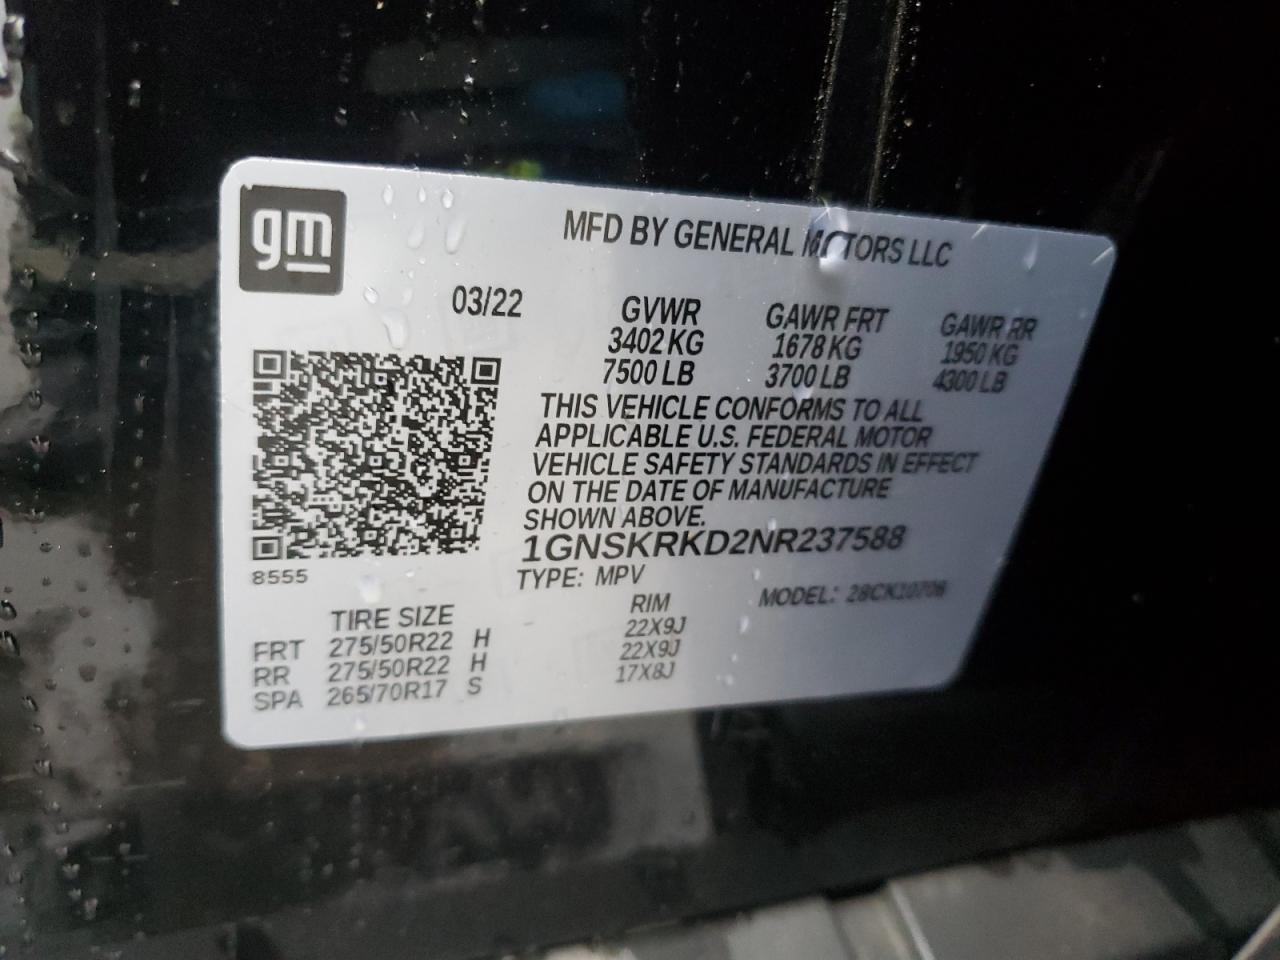 gm
MFD BY GENERAL MOTORS LLC
03/22
GVWR GAWR FRT GAWR RR
3402 KG 1678 KG 1950 KG
7500 LB 3700 LB 4300 LB
THIS VEHICLE CONFORMS TO ALL
APPLICABLE U.S. FEDERAL MOTOR
VEHICLE SAFETY STANDARDS IN EFFECT
ON THE DATE OF MANUFACTURE
SHOWN ABOVE.
1GNSKRKD2NR237588
8555
TYPE: MPV MODEL:
TIRE SIZE RIM
FRT 275/50R22 H 22X9J
RR 275/50R22 H 22X9J
SPA 265/70R17 S 17X8J